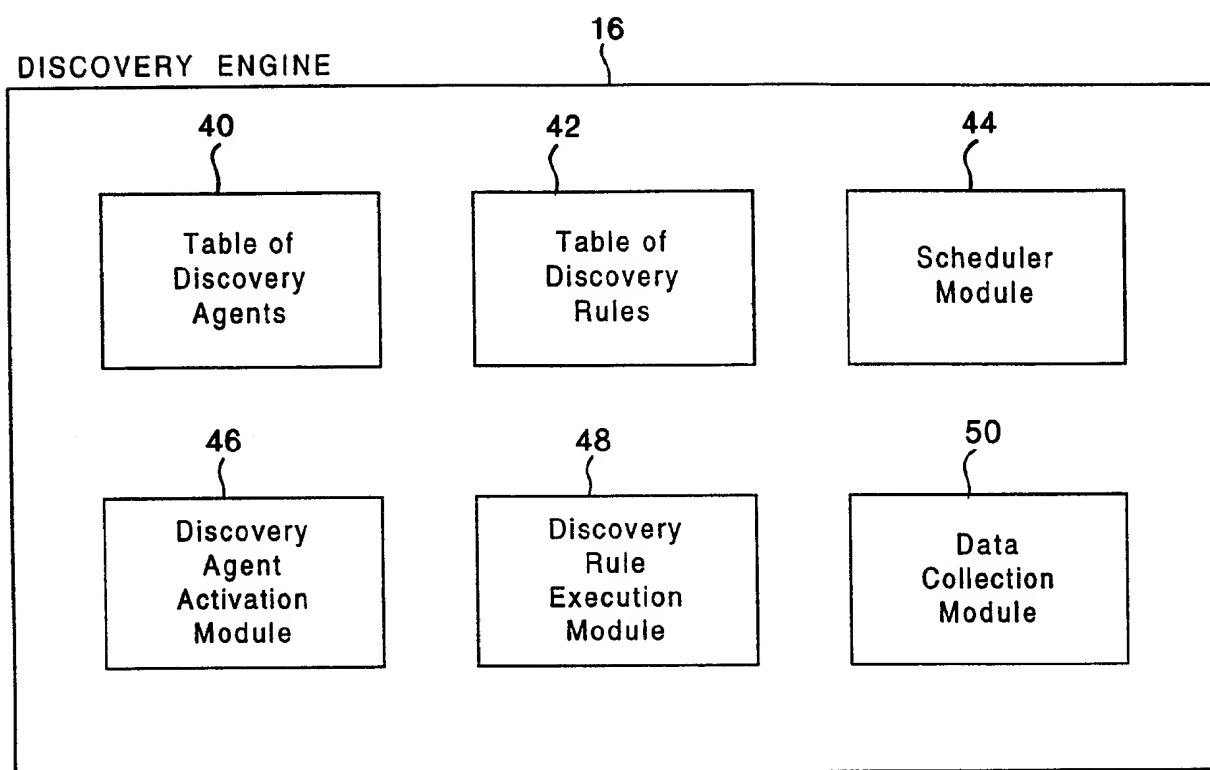 16
DISCOVERY ENGINE
40
42
44
Table of
Discovery
Agents
Table of
Discovery
Rules
Scheduler
Module
46
48
50
Discovery
Agent
Activation
Module
Discovery
Rule
Execution
Module
Data
Collection
Module